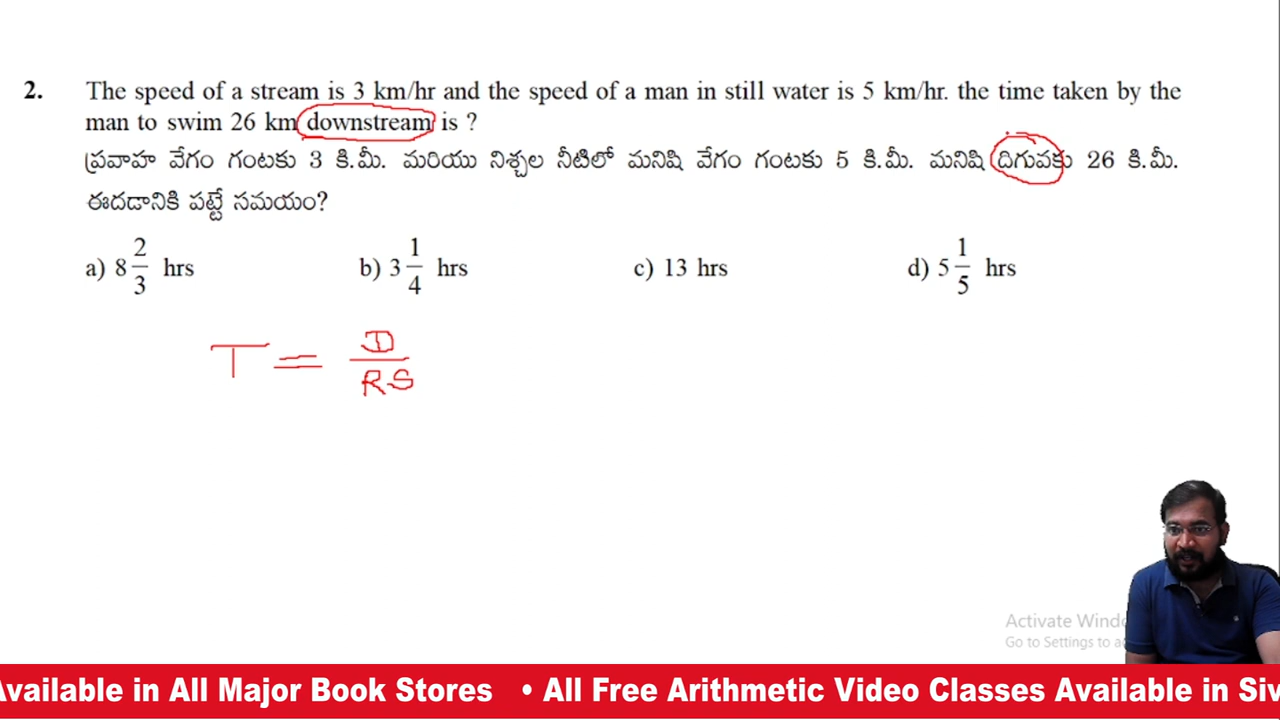 2. The speed of a stream is 3 km/hr and the speed of a man in still water is 5 km/hr. the time taken by the
man to swim 26 km downstream is ?
ప్రవాహ వేగం గంటకు 3 కి.మీ. మరియు నిశ్చల నీటిలో మనిషి వేగం గంటకు 5 కి.మీ. మనిషి దిగువకు 26 కి.మీ.
ఈదడానికి పట్టే సమయం?
a) 8 2/3 hrs b) 3 1/4 hrs c) 13 hrs d) 5 1/5 hrs
T = D/RS
Activate Wind
Go to Settings to a
Available in All Major Book Stores • All Free Arithmetic Video Classes Available in Siv